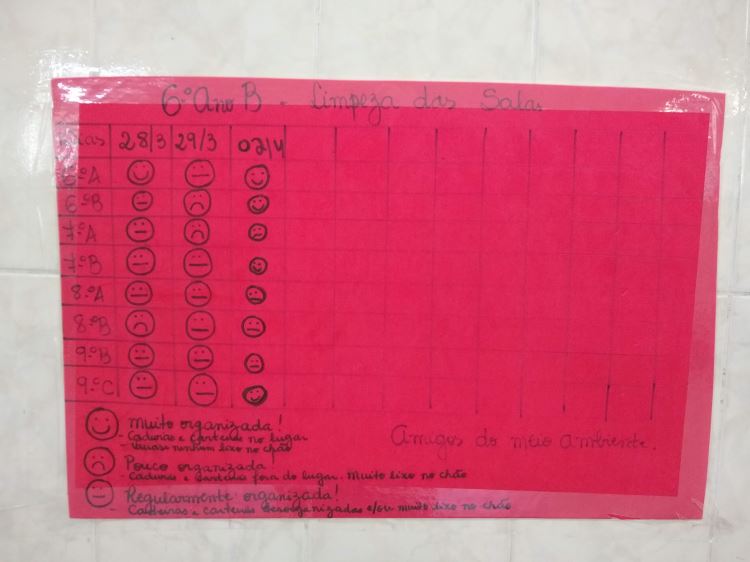 6º Ano B - Limpeza das Salas
28/3 29/3 02/4
6ºA
6ºB
7ºA
7ºB
8ºA
8ºB
9ºB
9ºC
Muito organizada!
- Cadeiras e carteiras no lugar
ninhum lixo no chão
Pouco organizada!
- Cadeiras e carteiras fora do lugar. Muito lixo no chão
Regularmente organizada!
- Cadeiras e carteiras desorganizadas e/ou muito lixo no chão
Amigos do meio ambiente.